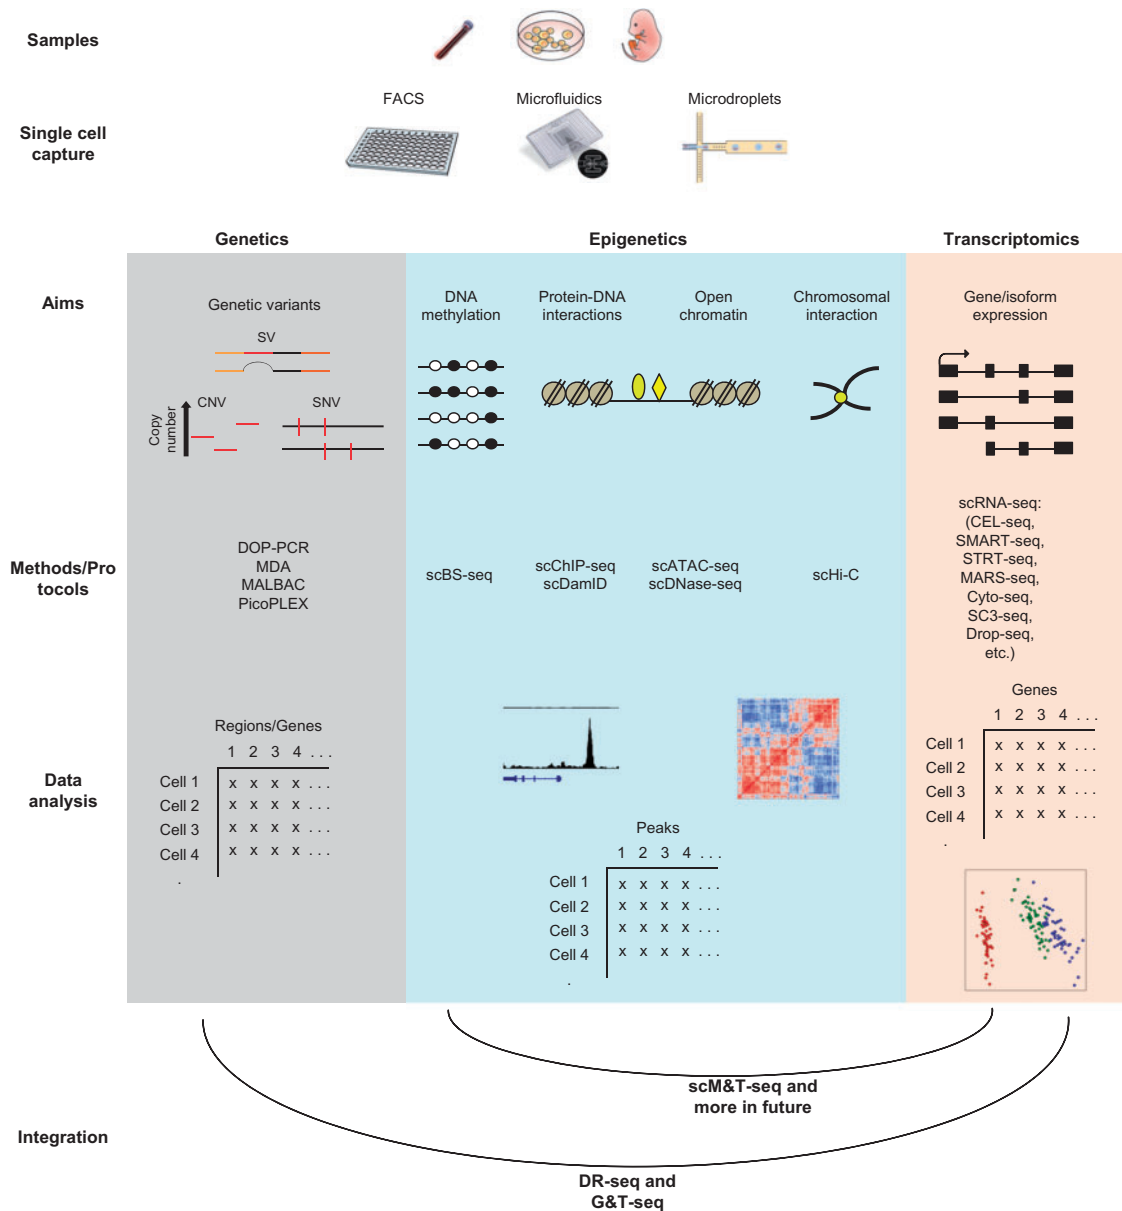 Samples
FACS
Microfluidics
Microdroplets
Single cell
capture
Genetics
Epigenetics
Transcriptomics
Aims
Genetic variants
SV
CNV
SNV
Copy
number
DNA
methylation
Protein-DNA
interactions
Open
chromatin
Chromosomal
interaction
Gene/isoform
expression
Methods/Pro
tocols
DOP-PCR
MDA
MALBAC
PicoPLEX
scBS-seq
scChIP-seq
scDamID
scATAC-seq
scDNase-seq
scHi-C
scRNA-seq:
(CEL-seq,
SMART-seq,
STRT-seq,
MARS-seq,
Cyto-seq,
SC3-seq,
Drop-seq,
etc.)
Data
analysis
Regions/Genes
1 2 3 4 . . .
Cell 1 x x x x . . .
Cell 2 x x x x . . .
Cell 3 x x x x . . .
Cell 4 x x x x . . .
.
Peaks
1 2 3 4 . . .
Cell 1 x x x x . . .
Cell 2 x x x x . . .
Cell 3 x x x x . . .
Cell 4 x x x x . . .
.
Genes
1 2 3 4 . . .
Cell 1 x x x x . . .
Cell 2 x x x x . . .
Cell 3 x x x x . . .
Cell 4 x x x x . . .
.
Integration
scM&T-seq and
more in future
DR-seq and
G&T-seq